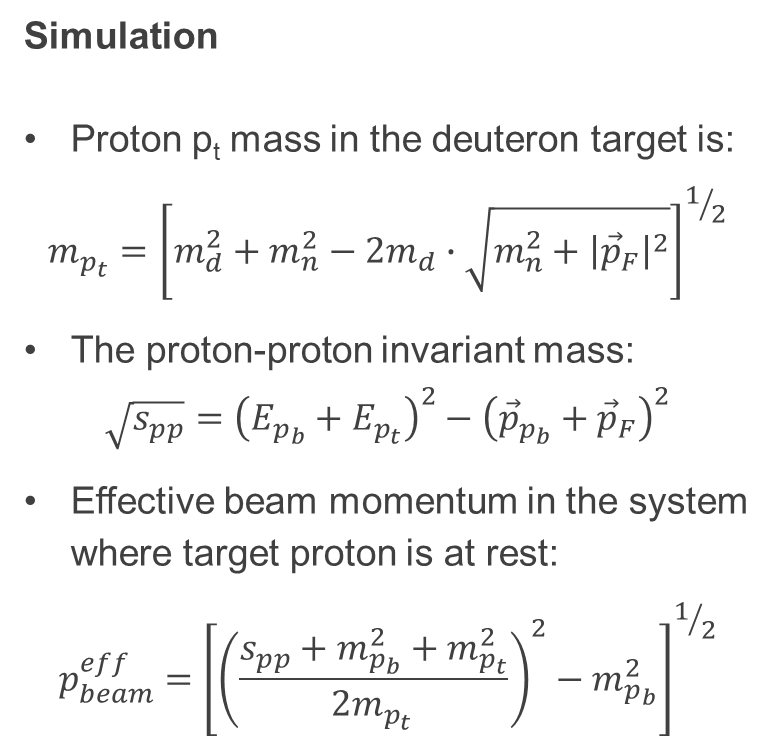 Simulation
• Proton pₜ mass in the deuteron target is:
$m_{p_t} = \left[ m_d^2 + m_n^2 - 2m_d \cdot \sqrt{m_n^2 + |\vec{p}_F|^2} \right]^{1/2}$
• The proton-proton invariant mass:
$\sqrt{s_{pp}} = \left( E_{p_b} + E_{p_t} \right)^2 - \left( \vec{p}_{p_b} + \vec{p}_F \right)^2$
• Effective beam momentum in the system
where target proton is at rest:
$p_{beam}^{eff} = \left[ \left( \frac{s_{pp} + m_{p_b}^2 + m_{p_t}^2}{2m_{p_t}} \right)^2 - m_{p_b}^2 \right]^{1/2}$